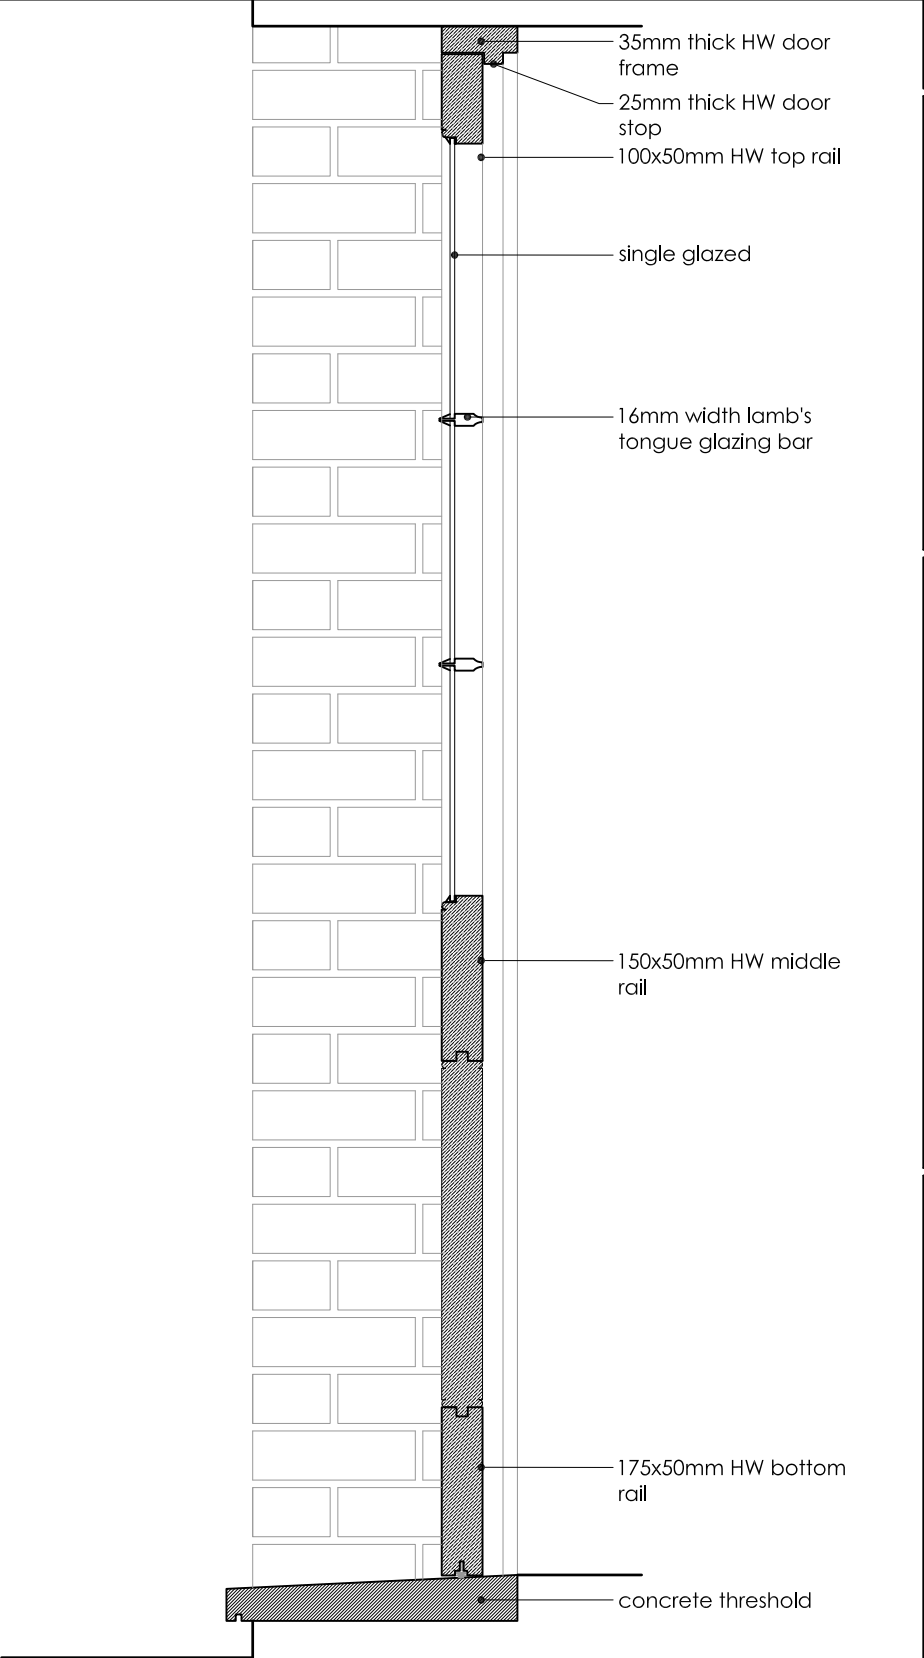 35mm thick HW door
frame
25mm thick HW door
stop
100x50mm HW top rail
single glazed
16mm width lamb's
tongue glazing bar
150x50mm HW middle
rail
175x50mm HW bottom
rail
concrete threshold